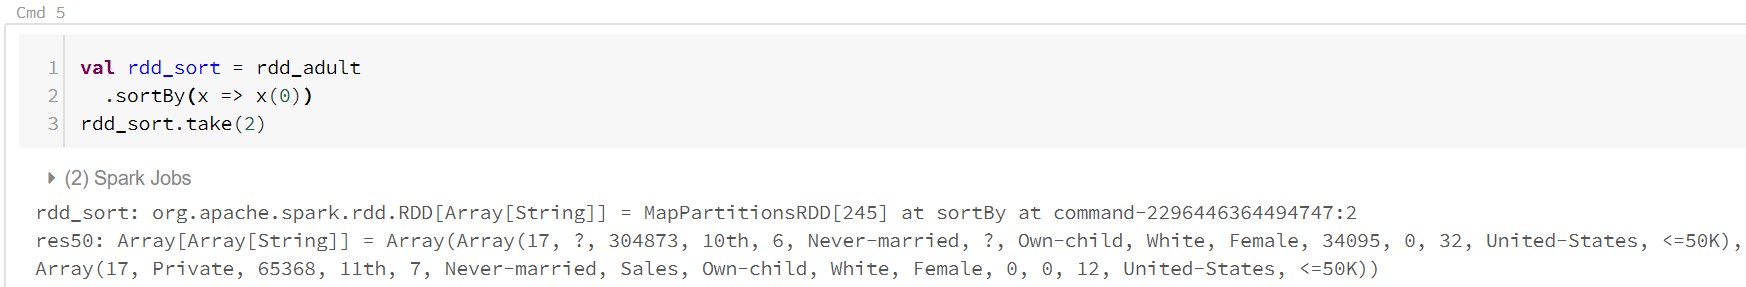 Cmd 5
1 val rdd_sort = rdd_adult
2 .sortBy(x => x(0))
3 rdd_sort.take(2)
(2) Spark Jobs
rdd_sort: org.apache.spark.rdd.RDD[Array[String]] = MapPartitionsRDD[245] at sortBy at command-2296446364494747:2
res50: Array[Array[String]] = Array(Array(17, ?, 304873, 10th, 6, Never-married, ?, Own-child, White, Female, 34095, 0, 32, United-States, <=50K),
Array(17, Private, 65368, 11th, 7, Never-married, Sales, Own-child, White, Female, 0, 0, 12, United-States, <=50K))